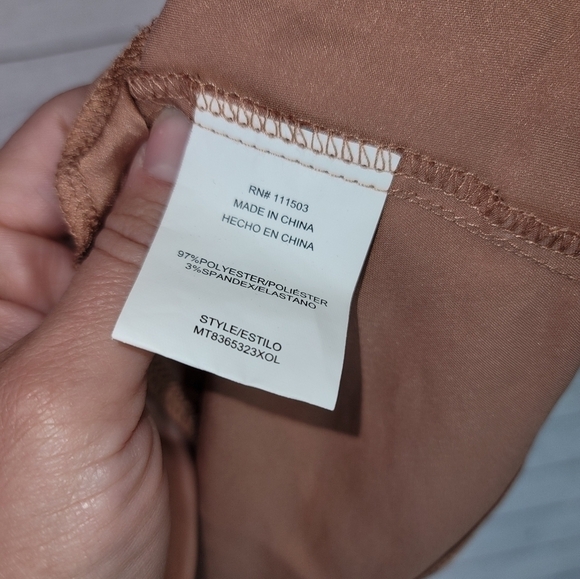 RN# 111503
MADE IN CHINA
HECHO EN CHINA
97%POLYESTER/POLIÉSTER
3%SPANDEX/ELASTANO
STYLE/ESTILO
MT8365323XOL